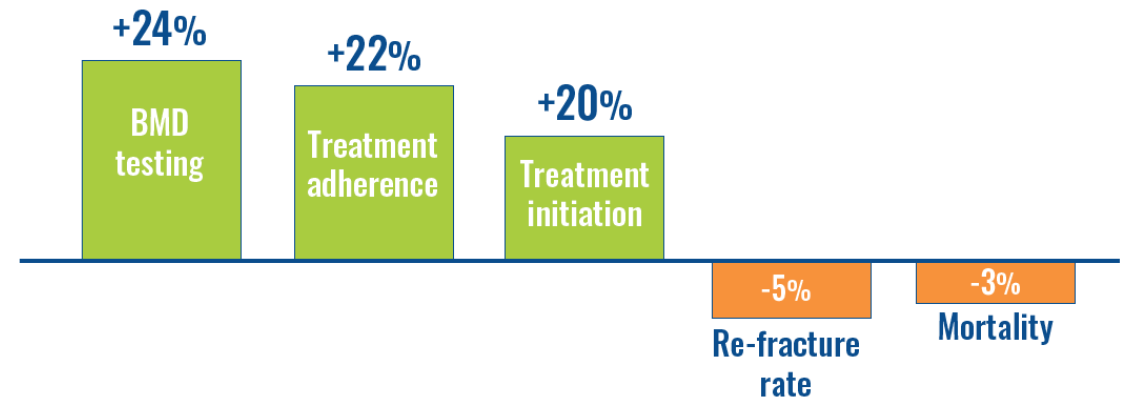 +24%
BMD
testing
+22%
Treatment
adherence
+20%
Treatment
initiation
-5%
Re-fracture
rate
-3%
Mortality